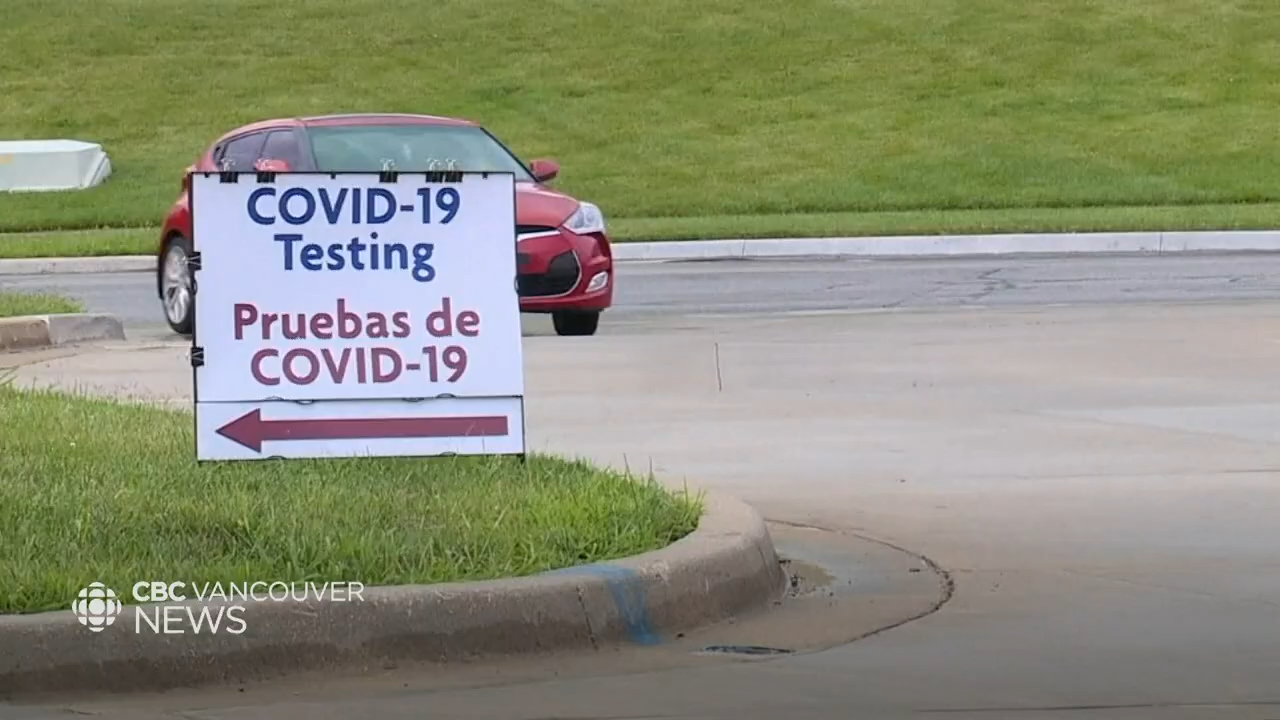 COVID-19
Testing
Pruebas de
COVID-19
CBC VANCOUVER
NEWS